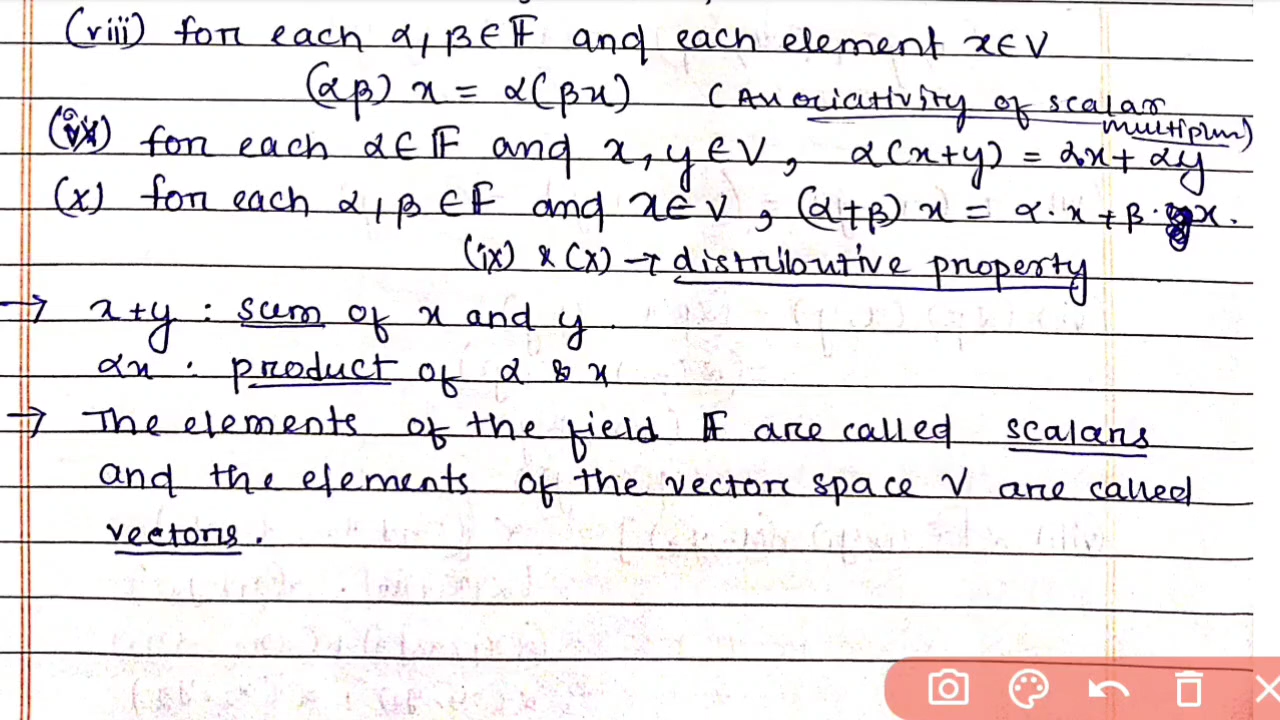 (viii) for each α, β ∈ 𝔽 and each element x ∈ V
(αβ) x = α(βx) (Associativity of scalar
(ix) for each α ∈ 𝔽 and x, y ∈ V, α(x+y) = αx + αy
(x) for each α, β ∈ F and x ∈ V, (α+β) x = α·x + β·x.
(ix) & (x) → distributive property
→ x+y : sum of x and y
αx : product of α & x
→ The elements of the field 𝔽 are called scalars
and the elements of the vector space V are called
vectors.